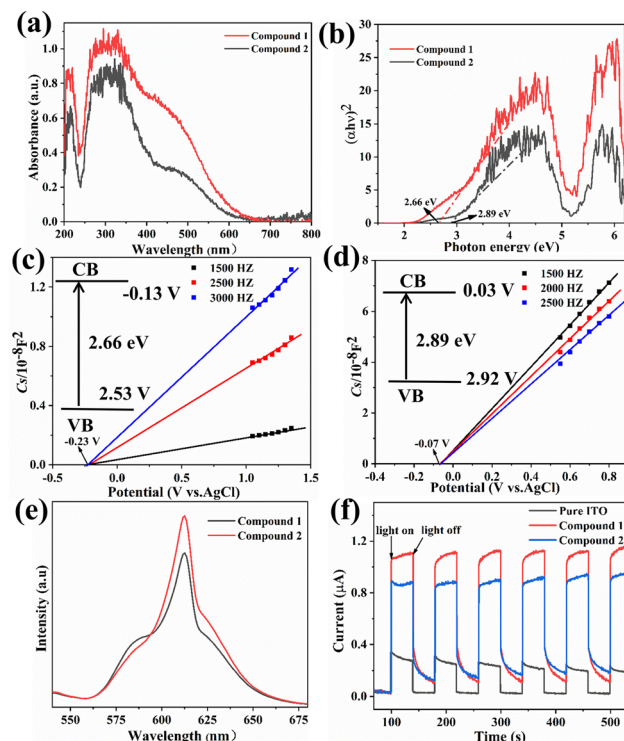 (a)
Compound 1
Compound 2
1.0
0.8
0.6
0.4
0.2
0.0
Absorbance (a.u.)
200 300 400 500 600 700 800
Wavelength (nm)
(b)
Compound 1
Compound 2
30
25
20
15
10
5
0
(αhν)2
2.66 eV
2.89 eV
2 3 4 5 6
Photon energy (eV)
(c)
CB
-0.13 V
2.66 eV
2.53 V
VB
-0.23 V
1500 HZ
2500 HZ
3000 HZ
1.2
0.8
0.4
0.0
Cs/10-8F2
-0.5 0.0 0.5 1.0 1.5
Potential (V vs.AgCl)
(d)
CB
0.03 V
2.89 eV
2.92 V
VB
-0.07 V
1500 HZ
2000 HZ
2500 HZ
8
6
4
2
0
Cs/10-8F2
-0.4 -0.2 0.0 0.2 0.4 0.6 0.8
Potential (V vs.AgCl)
(e)
Compound 1
Compound 2
Intensity (a.u)
550 575 600 625 650 675
Wavelength (nm)
(f)
Pure ITO
Compound 1
Compound 2
light on
light off
1.2
0.8
0.4
0.0
Current (μA)
100 200 300 400 500
Time (s)